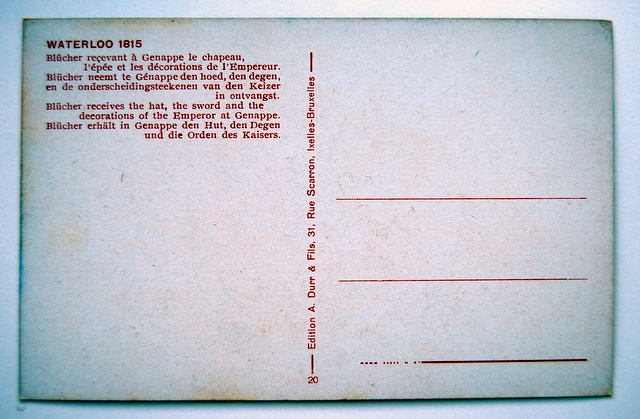 WATERLOO 1815
Blücher reçevant à Genappe le chapeau,
l'épée et les décorations de l'Empereur.
Blücher neemt te Génappe den hoed, den degen,
en de onderscheidingsteekenen van den Keizer
in ontvangst.
Blücher receives the hat, the sword and the
decorations of the Emperor at Genappe.
Blücher erhält in Genappe den Hut, den Degen
und die Orden des Kaisers.
Edition A. Durr & Fils, 31, Rue Scarron, Ixelles-Bruxelles
20